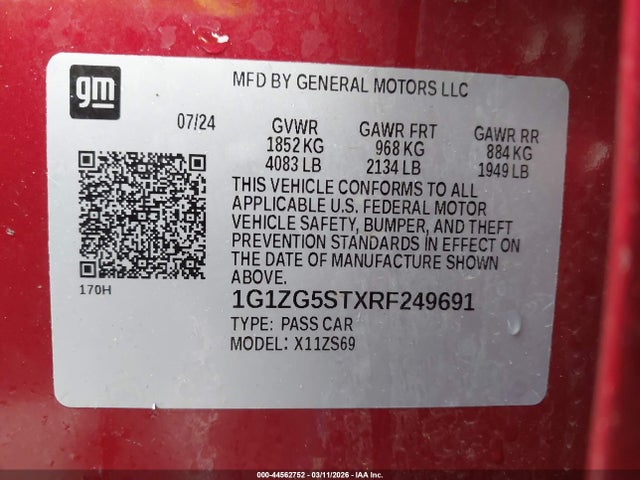 gm
MFD BY GENERAL MOTORS LLC
07/24
GVWR GAWR FRT GAWR RR
1852 KG 968 KG 884 KG
4083 LB 2134 LB 1949 LB
THIS VEHICLE CONFORMS TO ALL
APPLICABLE U.S. FEDERAL MOTOR
VEHICLE SAFETY, BUMPER, AND THEFT
PREVENTION STANDARDS IN EFFECT ON
THE DATE OF MANUFACTURE SHOWN
ABOVE.
170H
1G1ZG5STXRF249691
TYPE: PASS CAR
MODEL: X11ZS69
000-44562752 - 03/11/2026 - IAA Inc.